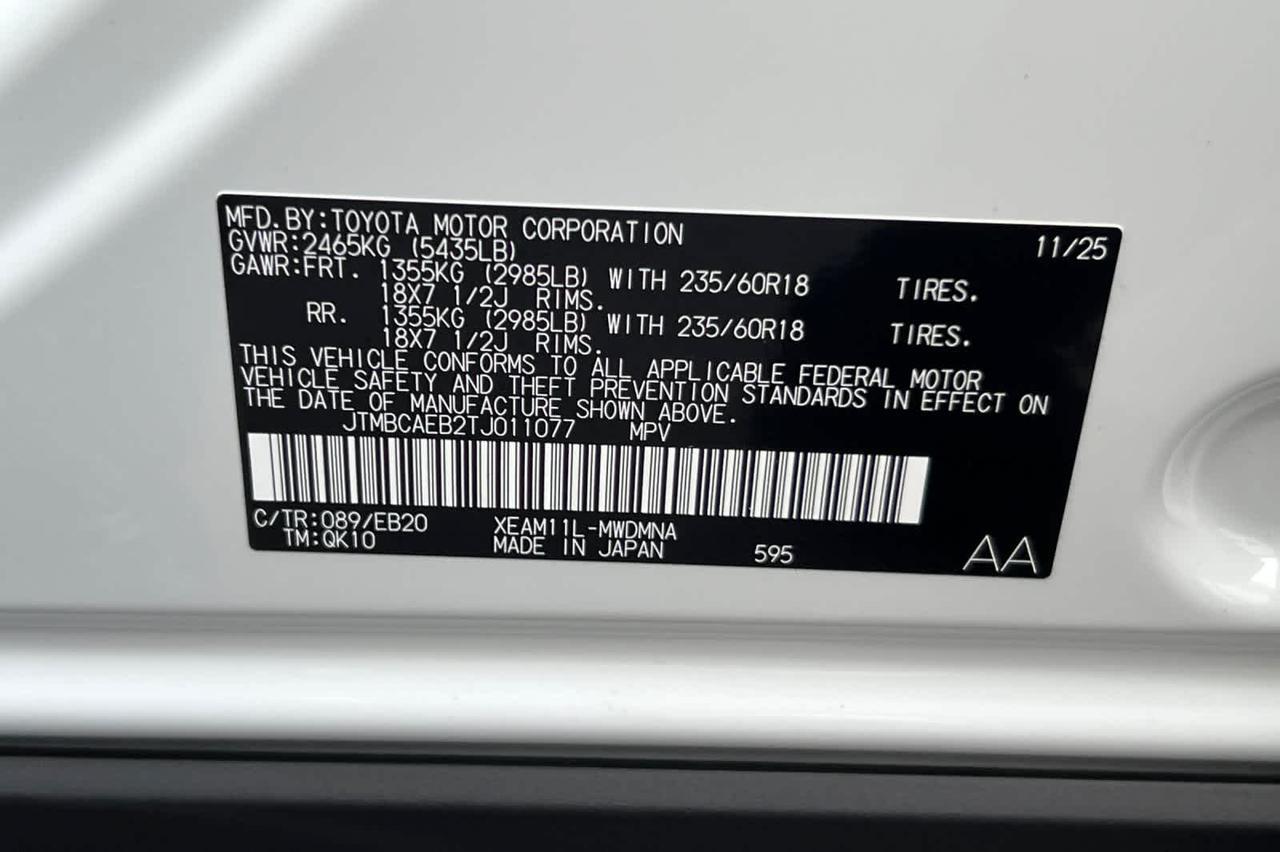 MFD.BY:TOYOTA MOTOR CORPORATION 11/25
GVWR:2465KG (5435LB)
GAWR:FRT. 1355KG (2985LB) WITH 235/60R18 TIRES.
18X7 1/2J RIMS.
RR. 1355KG (2985LB) WITH 235/60R18 TIRES.
18X7 1/2J RIMS.
THIS VEHICLE CONFORMS TO ALL APPLICABLE FEDERAL MOTOR
VEHICLE SAFETY AND THEFT PREVENTION STANDARDS IN EFFECT ON
THE DATE OF MANUFACTURE SHOWN ABOVE.
JTMBCAEB2TJ011077 MPV
C/TR:089/EB20 XEAM11L-MWDMNA
TM:QK10 MADE IN JAPAN 595 AA